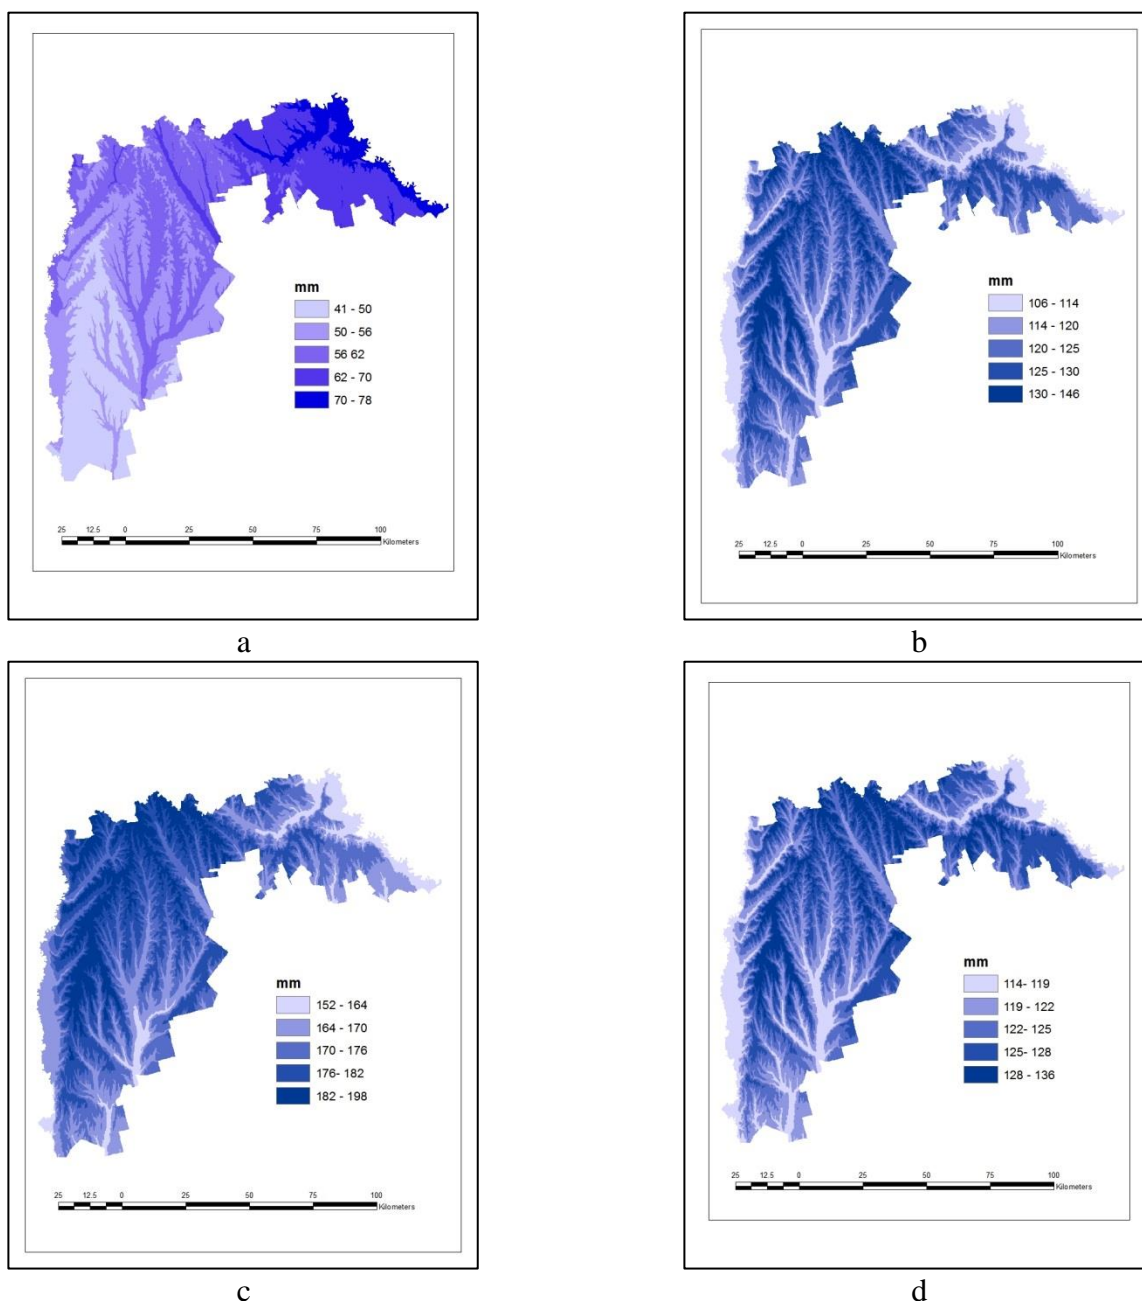 mm
41 - 50
50 - 56
56 62
62 - 70
70 - 78
25 12.5 0 25 50 75 100
Kilometers
a
mm
106 - 114
114 - 120
120 - 125
125 - 130
130 - 146
25 12.5 0 25 50 75 100
Kilometers
b
mm
152 - 164
164 - 170
170 - 176
176- 182
182 - 198
25 12.5 0 25 50 75 100
Kilometers
c
mm
114- 119
119 - 122
122- 125
125- 128
128 - 136
25 12.5 0 25 50 75 100
Kilometers
d